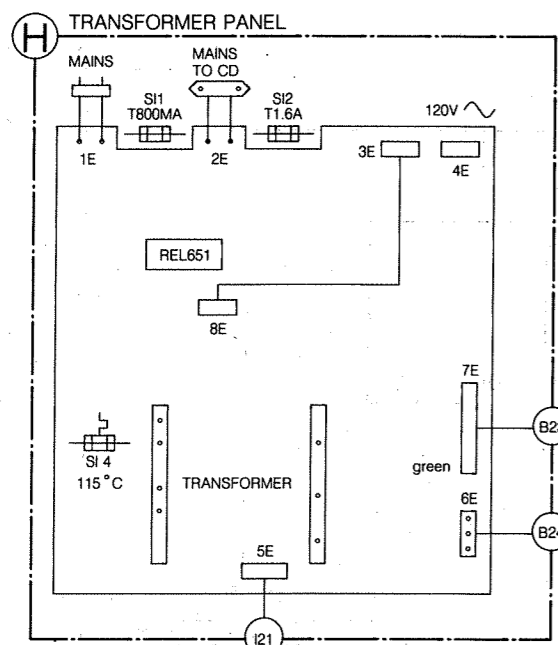 H TRANSFORMER PANEL
MAINS
MAINS
TO CD
SI1
T800MA
SI2
T1.6A
120V
1E
2E
3E
4E
REL651
8E
7E
B23
green
SI 4
115°C
TRANSFORMER
6E
B24
5E
I21